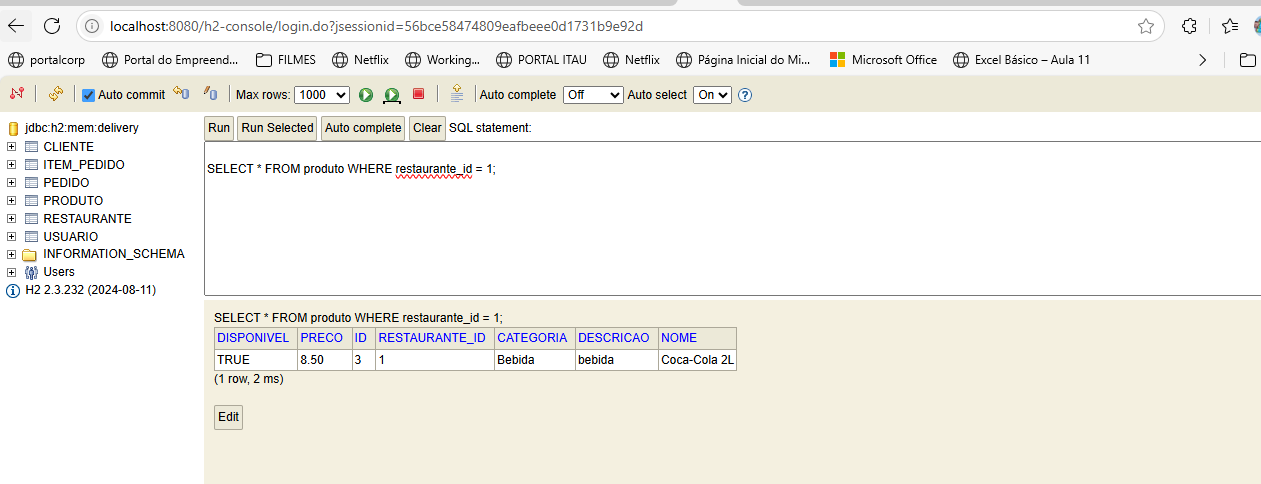 localhost:8080/h2-console/login.do?jsessionid=56bce58474809eafbeee0d1731b9e92d
portalcorp Portal do Empreend... FILMES Netflix Working... PORTAL ITAU Netflix Página Inicial do Mi... Microsoft Office Excel Básico – Aula 11
Auto commit Max rows: 1000 Auto complete Off Auto select On
jdbc:h2:mem:delivery
CLIENTE
ITEM_PEDIDO
PEDIDO
PRODUTO
RESTAURANTE
USUARIO
INFORMATION_SCHEMA
Users
H2 2.3.232 (2024-08-11)
Run Run Selected Auto complete Clear SQL statement:
SELECT * FROM produto WHERE restaurante_id = 1;
SELECT * FROM produto WHERE restaurante_id = 1;
DISPONIVEL PRECO ID RESTAURANTE_ID CATEGORIA DESCRICAO NOME
TRUE 8.50 3 1 Bebida bebida Coca-Cola 2L
(1 row, 2 ms)
Edit